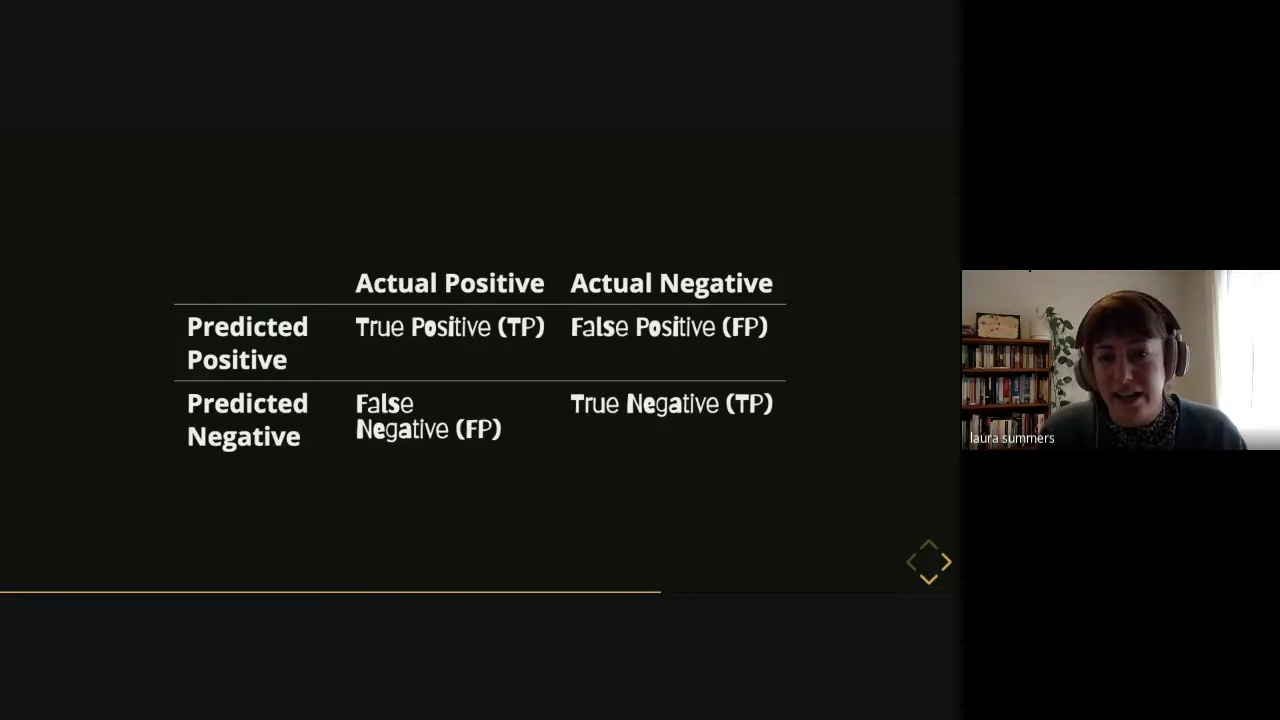 Actual Positive Actual Negative
Predicted Positive True Positive (TP) False Positive (FP)
Predicted Negative False Negative (FP) True Negative (TP)
laura summers